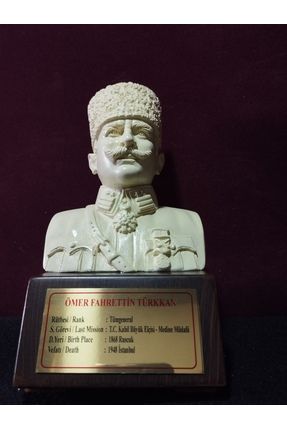 ÖMER FAHRETTİN TÜRKKAN
Rütbesi / Rank : Tümgeneral
S. Görevi / Last Mission : T.C. Kabil Büyük Elçisi - Medine Müdafii
D.Yeri / Birth Place : 1868 Rusçuk
Vefatı / Death : 1948 İstanbul